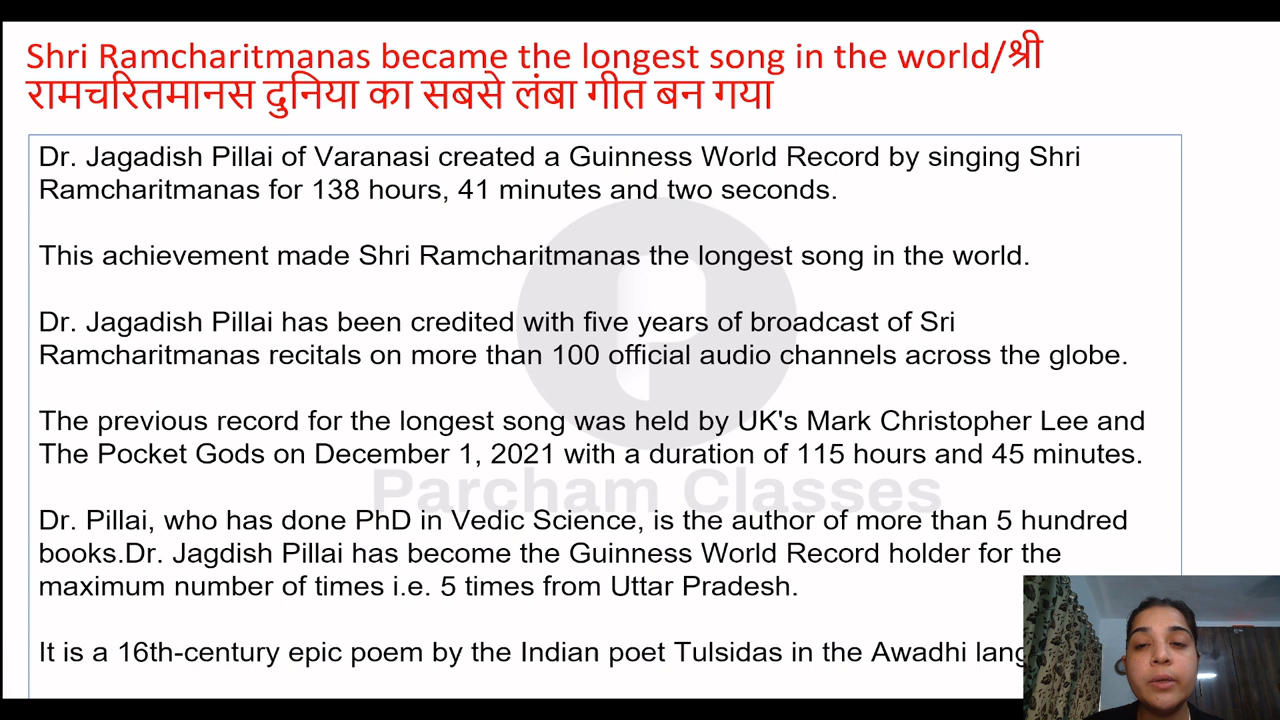 Shri Ramcharitmanas became the longest song in the world/श्री
रामचरितमानस दुनिया का सबसे लंबा गीत बन गया
Dr. Jagadish Pillai of Varanasi created a Guinness World Record by singing Shri
Ramcharitmanas for 138 hours, 41 minutes and two seconds.
This achievement made Shri Ramcharitmanas the longest song in the world.
Dr. Jagadish Pillai has been credited with five years of broadcast of Sri
Ramcharitmanas recitals on more than 100 official audio channels across the globe.
The previous record for the longest song was held by UK's Mark Christopher Lee and
The Pocket Gods on December 1, 2021 with a duration of 115 hours and 45 minutes.
Parcham Classes
Dr. Pillai, who has done PhD in Vedic Science, is the author of more than 5 hundred
books.Dr. Jagdish Pillai has become the Guinness World Record holder for the
maximum number of times i.e. 5 times from Uttar Pradesh.
It is a 16th-century epic poem by the Indian poet Tulsidas in the Awadhi